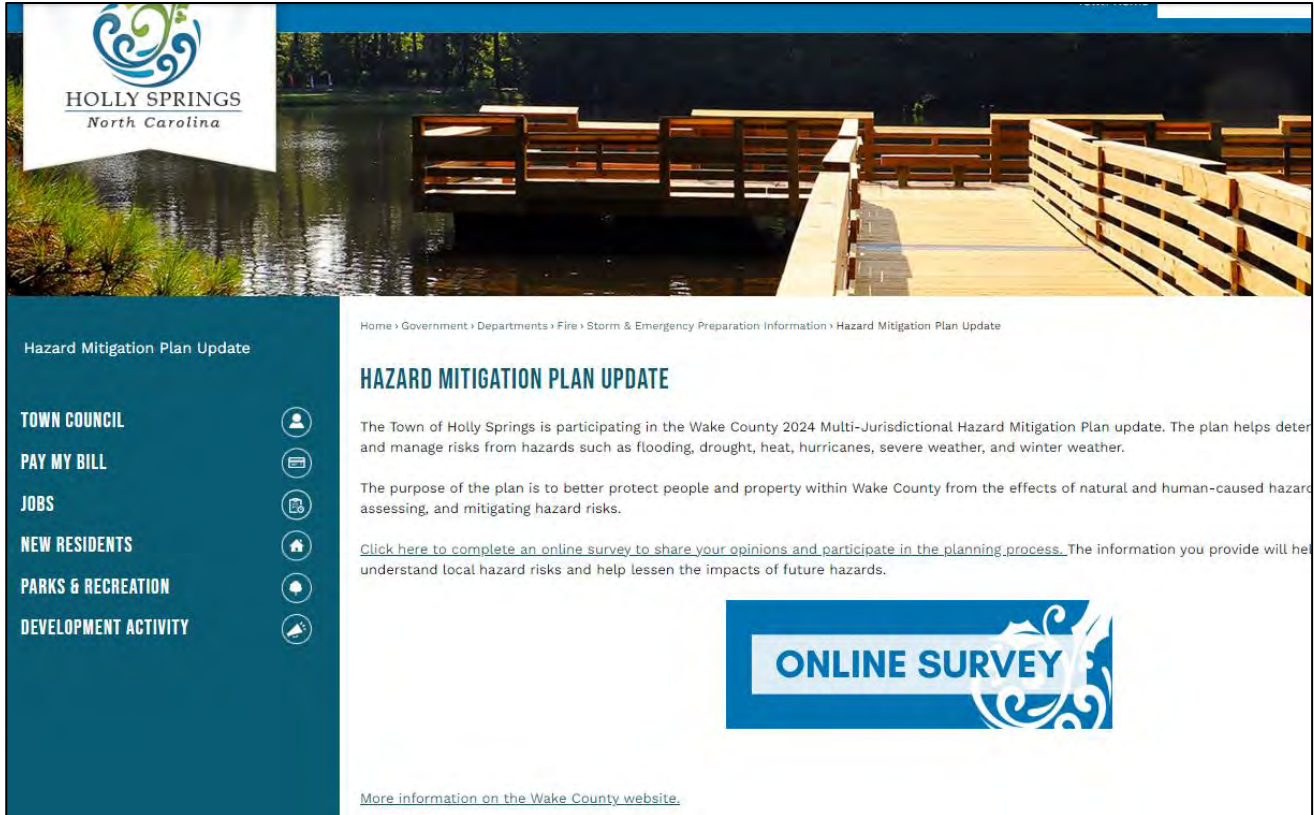 HOLLY SPRINGS
North Carolina
Home › Government › Departments › Fire › Storm & Emergency Preparation Information › Hazard Mitigation Plan Update
Hazard Mitigation Plan Update
TOWN COUNCIL
PAY MY BILL
JOBS
NEW RESIDENTS
PARKS & RECREATION
DEVELOPMENT ACTIVITY
HAZARD MITIGATION PLAN UPDATE
The Town of Holly Springs is participating in the Wake County 2024 Multi-Jurisdictional Hazard Mitigation Plan update. The plan helps deter
and manage risks from hazards such as flooding, drought, heat, hurricanes, severe weather, and winter weather.
The purpose of the plan is to better protect people and property within Wake County from the effects of natural and human-caused hazard
assessing, and mitigating hazard risks.
Click here to complete an online survey to share your opinions and participate in the planning process. The information you provide will hel
understand local hazard risks and help lessen the impacts of future hazards.
ONLINE SURVEY
More information on the Wake County website.